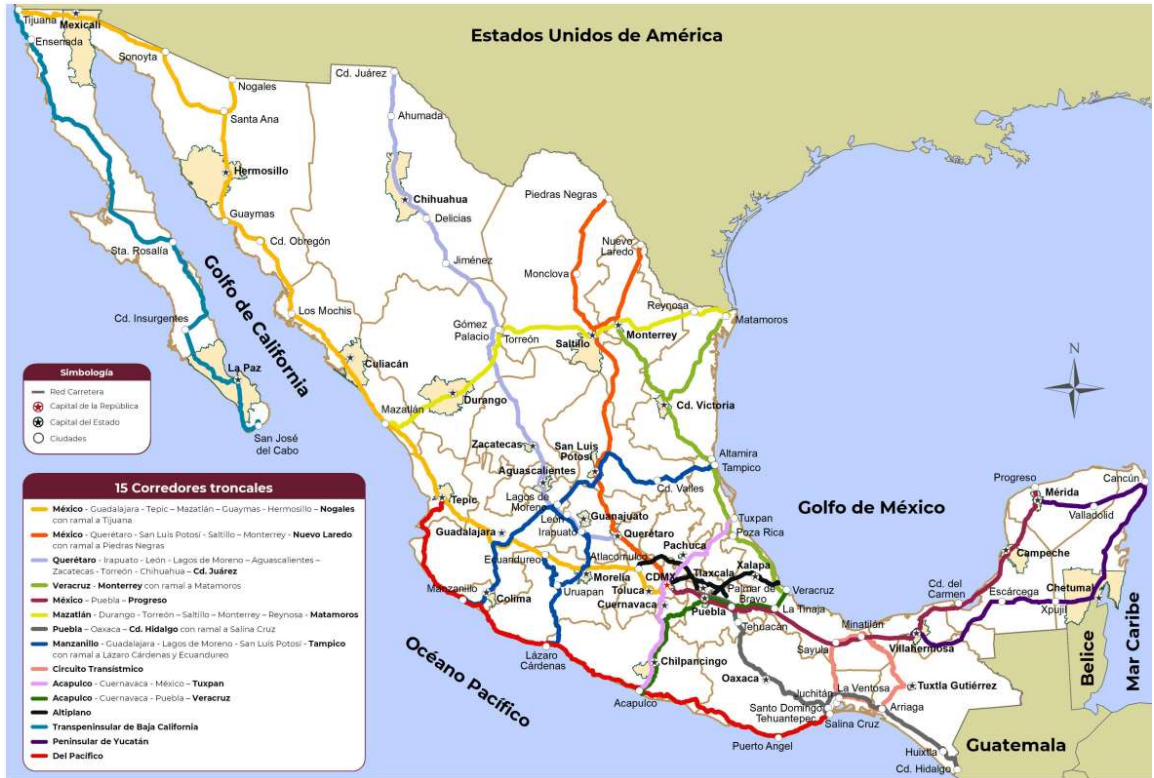 Estados Unidos de América
Tijuana
Mexicali
Ensenada
Sonoyta
Nogales
Santa Ana
Cd. Juárez
Ahumada
Hermosillo
Chihuahua
Delicias
Guaymas
Cd. Obregón
Jiménez
Piedras Negras
Nuevo
Laredo
Monclova
Sta. Rosalía
Golfo de California
Los Mochis
Cd. Insurgentes
La Paz
San José
del Cabo
Culiacán
Gómez
Palacio
Torreón
Saltillo
Monterrey
Reynosa
Matamoros
Durango
Mazatlán
Cd. Victoria
Zacatecas
San Luis
Potosí
Aguascalientes
Altamira
Tampico
Cd. Valles
Tepic
Lagos de
Moreno
León
Guanajuato
Irapuato
Guadalajara
Querétaro
Ecuandureo
Atlacomulco
Pachuca
Tuxpan
Poza Rica
Golfo de México
Progreso
Mérida
Cancún
Valladolid
Campeche
Manzanillo
Colima
Morelia
Uruapan
Toluca
CDMX
Tlaxcala
Xalapa
Cuernavaca
Puebla
Palmar de
Bravo
Veracruz
La Tinaja
Tehuacán
Cd. del
Carmen
Escárcega
Chetumal
Xpujil
Minatilán
Sayula
Villahermosa
Lázaro
Cárdenas
Océano Pacífico
Chilpancingo
Acapulco
Oaxaca
Juchitán
La Ventosa
Santo Domingo
Tehuantepec
Salina Cruz
Tuxtla Gutiérrez
Arriaga
Puerto Angel
Huixtla
Cd. Hidalgo
Belice
Mar Caribe
Guatemala
N
Simbología
Red Carretera
Capital de la República
Capital del Estado
Ciudades
15 Corredores troncales
México - Guadalajara - Tepic – Mazatlán – Guaymas - Hermosillo – Nogales
con ramal a Tijuana
México - Querétaro - San Luis Potosí - Saltillo – Monterrey - Nuevo Laredo
con ramal a Piedras Negras
Querétaro - Irapuato - León - Lagos de Moreno – Aguascalientes –
Zacatecas - Torreón - Chihuahua – Cd. Juárez
Veracruz - Monterrey con ramal a Matamoros
México – Puebla – Progreso
Mazatlán - Durango - Torreón – Saltillo - Monterrey - Reynosa - Matamoros
Puebla – Oaxaca – Cd. Hidalgo con ramal a Salina Cruz
Manzanillo - Guadalajara - Lagos de Moreno - San Luis Potosí - Tampico
con ramal a Lázaro Cárdenas y Ecuandureo
Circuito Transístmico
Acapulco - Cuernavaca - México – Tuxpan
Acapulco - Cuernavaca - Puebla – Veracruz
Altiplano
Transpeninsular de Baja California
Peninsular de Yucatán
Del Pacífico